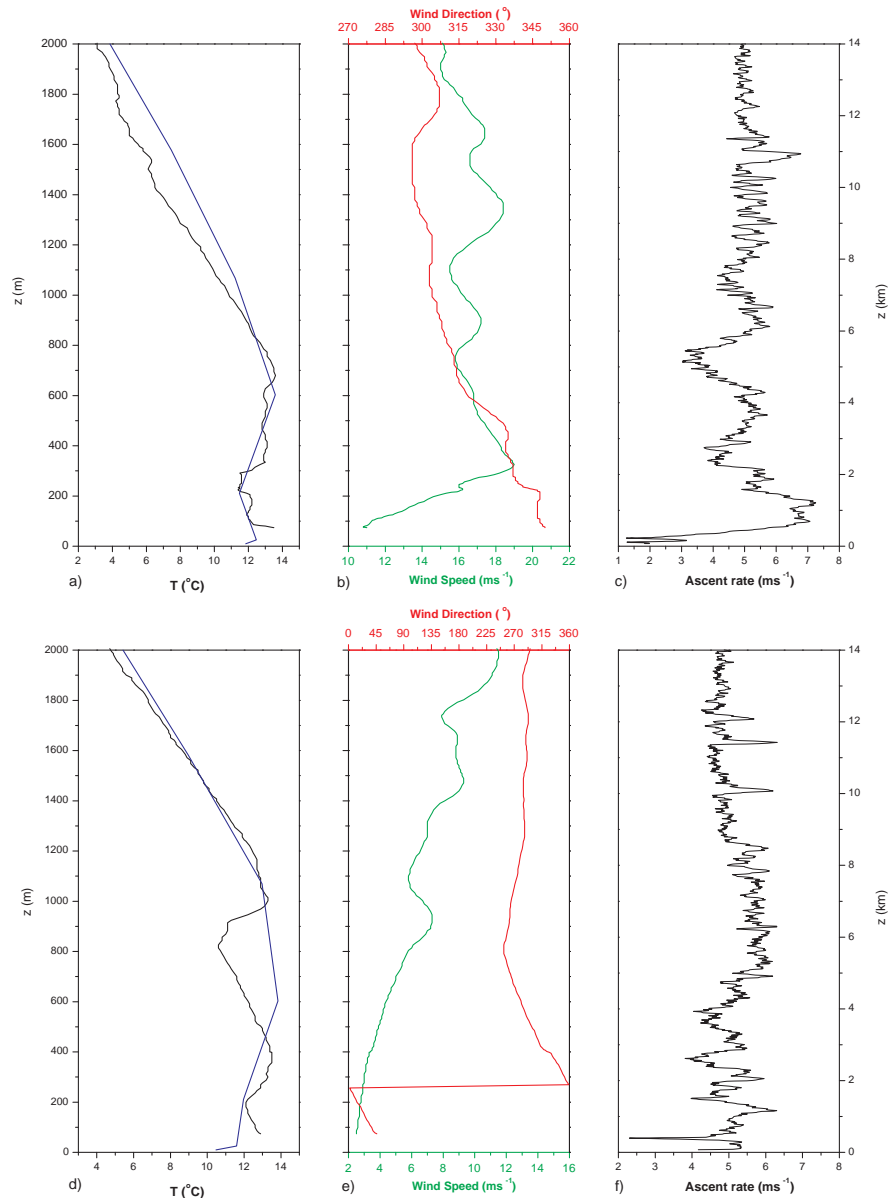 Wind Direction (°)
270 285 300 315 330 345 360
2000
1800
1600
1400
1200
1000
800
600
400
200
0
z (m)
2 4 6 8 10 12 14
a)
T (°C)
10 12 14 16 18 20 22
b)
Wind Speed (ms⁻¹)
14
12
10
8
6
4
2
0
z (km)
1 2 3 4 5 6 7 8
c)
Ascent rate (ms⁻¹)
Wind Direction (°)
0 45 90 135 180 225 270 315 360
2000
1800
1600
1400
1200
1000
800
600
400
200
0
z (m)
4 6 8 10 12 14
d)
T (°C)
2 4 6 8 10 12 14 16
e)
Wind Speed (ms⁻¹)
14
12
10
8
6
4
2
0
z (km)
2 3 4 5 6 7 8
f)
Ascent rate (ms⁻¹)